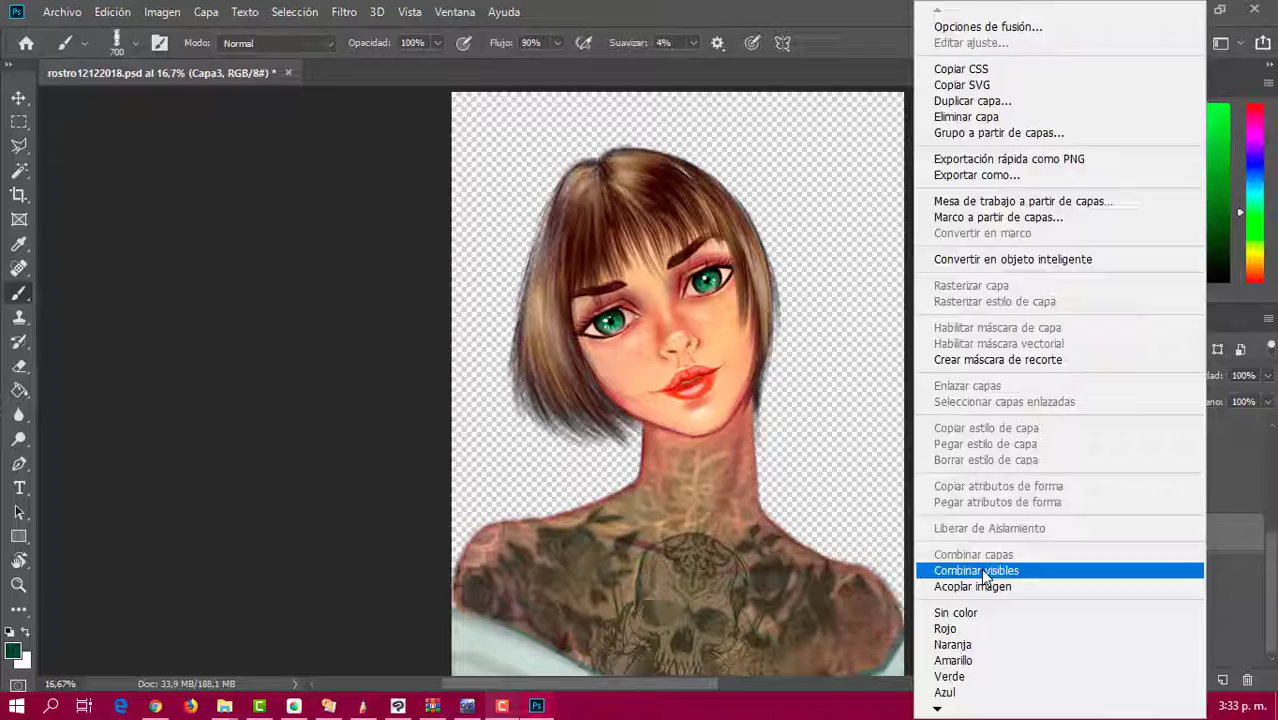 Ps Archivo Edición Imagen Capa Texto Selección Filtro 3D Vista Ventana Ayuda
700 Modo: Normal Opacidad: 100% Flujo: 90% Suavizar: 4%
rostro12122018.psd al 16,7% (Capa3, RGB/8#) * ×
Opciones de fusión...
Editar ajuste...
Copiar CSS
Copiar SVG
Duplicar capa...
Eliminar capa
Grupo a partir de capas...
Exportación rápida como PNG
Exportar como...
Mesa de trabajo a partir de capas...
Marco a partir de capas...
Convertir en marco
Convertir en objeto inteligente
Rasterizar capa
Rasterizar estilo de capa
Habilitar máscara de capa
Habilitar máscara vectorial
Crear máscara de recorte
Enlazar capas
Seleccionar capas enlazadas
Copiar estilo de capa
Pegar estilo de capa
Borrar estilo de capa
Copiar atributos de forma
Pegar atributos de forma
Liberar de Aislamiento
Combinar capas
Combinar visibles
Acoplar imagen
Sin color
Rojo
Naranja
Amarillo
Verde
Azul
dad: 100%
eno: 100%
16,67% Doc: 33,9 MB/188,1 MB
Ps 3:33 p. m.